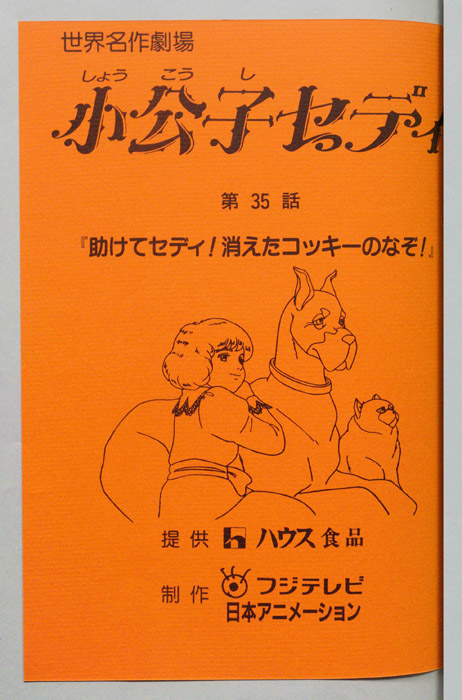 世界名作劇場
しょう こう し
小公子セディ
第 35 話
『助けてセディ!消えたコッキーのなぞ!』
提供 ハウス食品
制作 フジテレビ
日本アニメーション